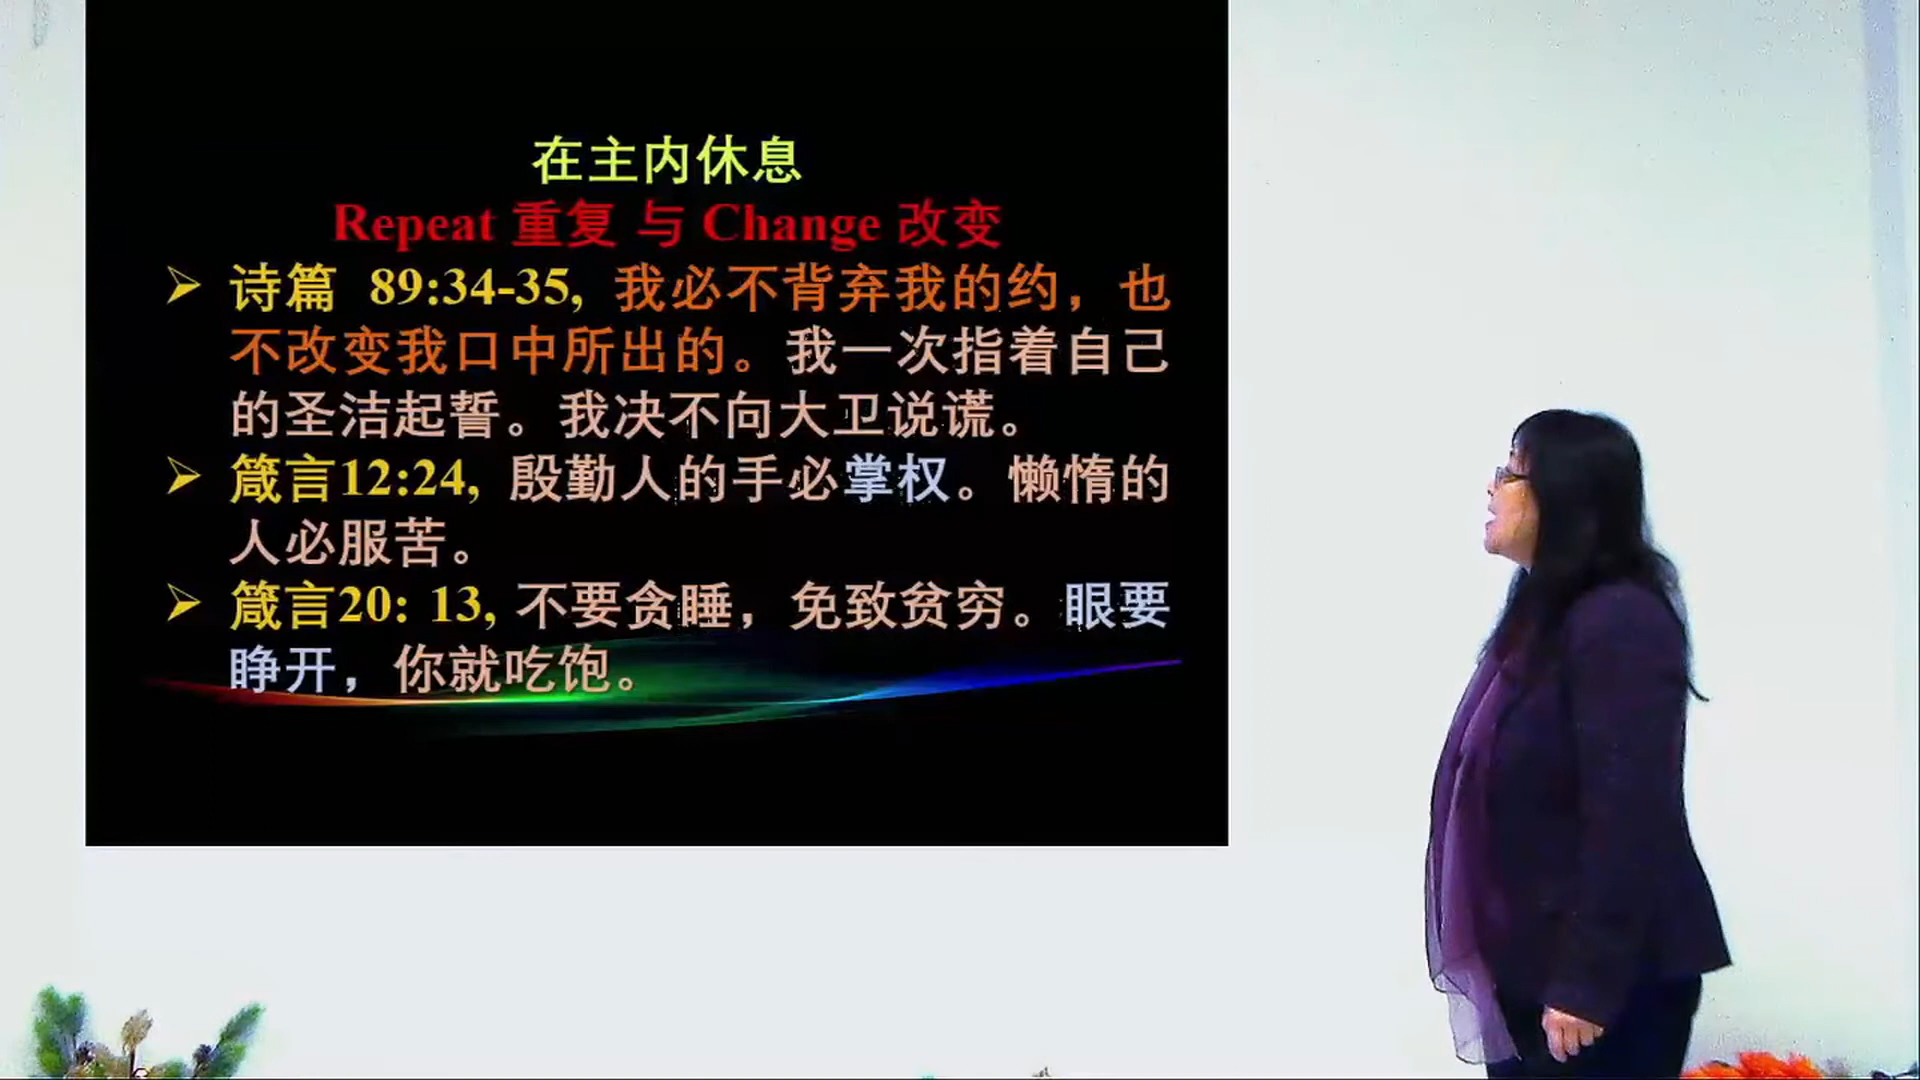 在主内休息
Repeat 重复 与 Change 改变
➢ 诗篇 89:34-35, 我必不背弃我的约，也
不改变我口中所出的。我一次指着自己
的圣洁起誓。我决不向大卫说谎。
➢ 箴言12:24, 殷勤人的手必掌权。懒惰的
人必服苦。
➢ 箴言20: 13, 不要贪睡，免致贫穷。眼要
睁开，你就吃饱。